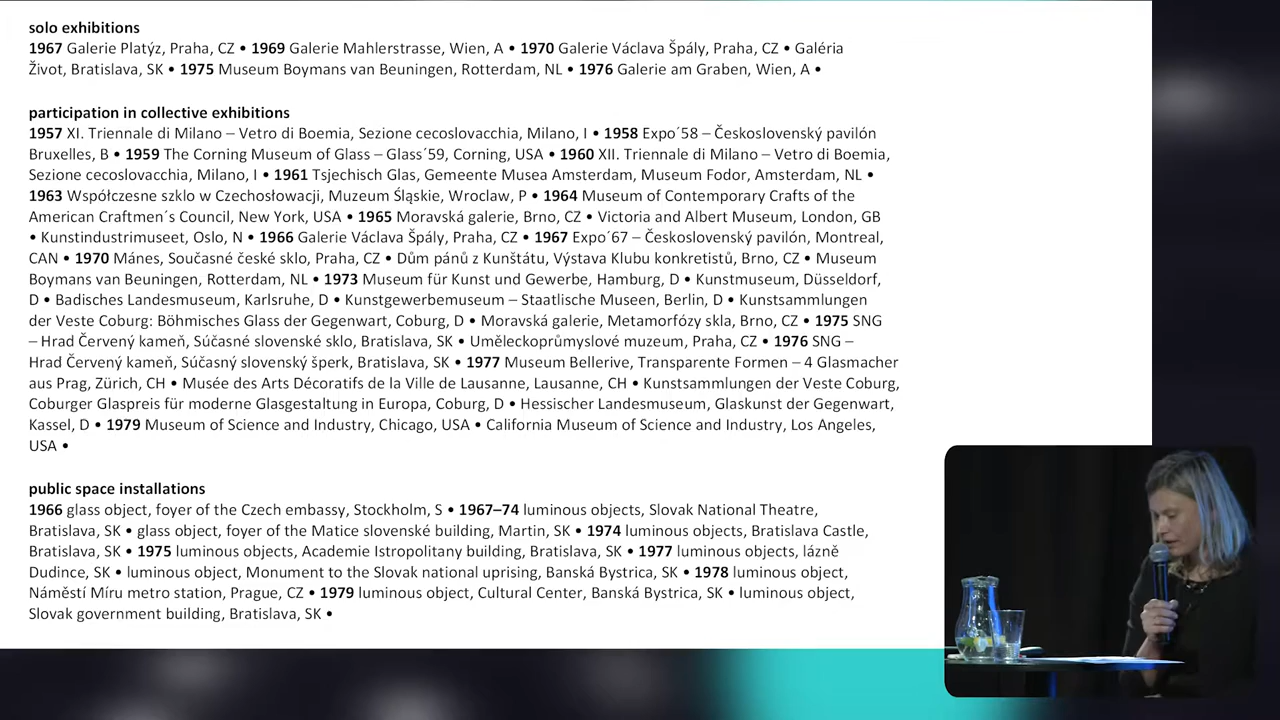 solo exhibitions
1967 Galerie Platýz, Praha, CZ • 1969 Galerie Mahlerstrasse, Wien, A • 1970 Galerie Václava Špály, Praha, CZ • Galéria
Život, Bratislava, SK • 1975 Museum Boymans van Beuningen, Rotterdam, NL • 1976 Galerie am Graben, Wien, A •
participation in collective exhibitions
1957 XI. Triennale di Milano – Vetro di Boemia, Sezione cecoslovacchia, Milano, I • 1958 Expo´58 – Československý pavilón
Bruxelles, B • 1959 The Corning Museum of Glass – Glass´59, Corning, USA • 1960 XII. Triennale di Milano – Vetro di Boemia,
Sezione cecoslovacchia, Milano, I • 1961 Tsjechisch Glas, Gemeente Musea Amsterdam, Museum Fodor, Amsterdam, NL •
1963 Współczesne szklo w Czechosłowacji, Muzeum Śląskie, Wroclaw, P • 1964 Museum of Contemporary Crafts of the
American Craftmen´s Council, New York, USA • 1965 Moravská galerie, Brno, CZ • Victoria and Albert Museum, London, GB
• Kunstindustrimuseet, Oslo, N • 1966 Galerie Václava Špály, Praha, CZ • 1967 Expo´67 – Československý pavilón, Montreal,
CAN • 1970 Mánes, Současné české sklo, Praha, CZ • Dům pánů z Kunštátu, Výstava Klubu konkretistů, Brno, CZ • Museum
Boymans van Beuningen, Rotterdam, NL • 1973 Museum für Kunst und Gewerbe, Hamburg, D • Kunstmuseum, Düsseldorf,
D • Badisches Landesmuseum, Karlsruhe, D • Kunstgewerbemuseum – Staatlische Museen, Berlin, D • Kunstsammlungen
der Veste Coburg: Böhmisches Glass der Gegenwart, Coburg, D • Moravská galerie, Metamorfózy skla, Brno, CZ • 1975 SNG
– Hrad Červený kameň, Súčasné slovenské sklo, Bratislava, SK • Uměleckoprůmyslové muzeum, Praha, CZ • 1976 SNG –
Hrad Červený kameň, Súčasný slovenský šperk, Bratislava, SK • 1977 Museum Bellerive, Transparente Formen – 4 Glasmacher
aus Prag, Zürich, CH • Musée des Arts Décoratifs de la Ville de Lausanne, Lausanne, CH • Kunstsammlungen der Veste Coburg,
Coburger Glaspreis für moderne Glasgestaltung in Europa, Coburg, D • Hessischer Landesmuseum, Glaskunst der Gegenwart,
Kassel, D • 1979 Museum of Science and Industry, Chicago, USA • California Museum of Science and Industry, Los Angeles,
USA •
public space installations
1966 glass object, foyer of the Czech embassy, Stockholm, S • 1967–74 luminous objects, Slovak National Theatre,
Bratislava, SK • glass object, foyer of the Matice slovenské building, Martin, SK • 1974 luminous objects, Bratislava Castle,
Bratislava, SK • 1975 luminous objects, Academie Istropolitany building, Bratislava, SK • 1977 luminous objects, lázně
Dudince, SK • luminous object, Monument to the Slovak national uprising, Banská Bystrica, SK • 1978 luminous object,
Náměstí Míru metro station, Prague, CZ • 1979 luminous object, Cultural Center, Banská Bystrica, SK • luminous object,
Slovak government building, Bratislava, SK •